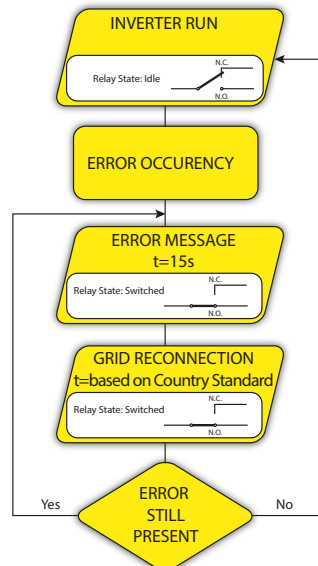 INVERTER RUN
N.C.
Relay State: Idle
N.O.
ERROR OCCURENCY
ERROR MESSAGE
t=15s
N.C.
Relay State: Switched
N.O.
GRID RECONNECTION
t=based on Country Standard
N.C.
Relay State: Switched
N.O.
Yes
ERROR
STILL
PRESENT
No